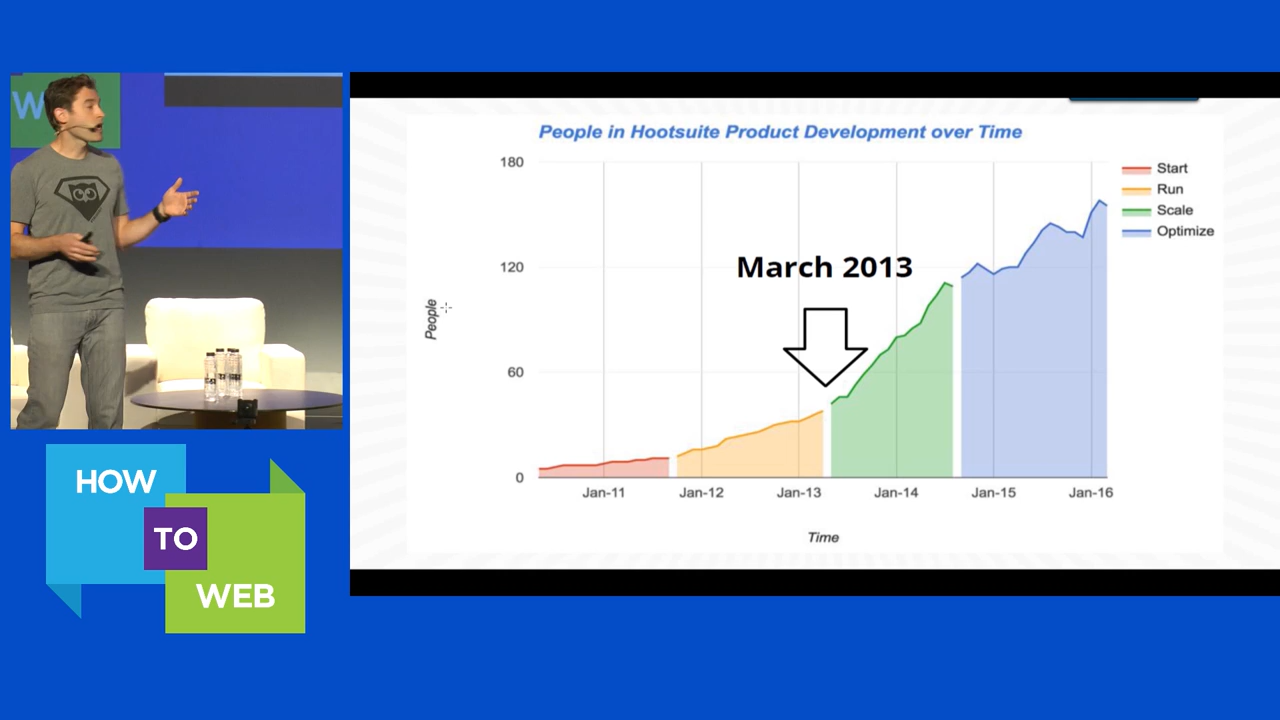 W
HOW
TO
WEB
People in Hootsuite Product Development over Time
180
120
60
0
People
March 2013
Start
Run
Scale
Optimize
Jan-11 Jan-12 Jan-13 Jan-14 Jan-15 Jan-16
Time